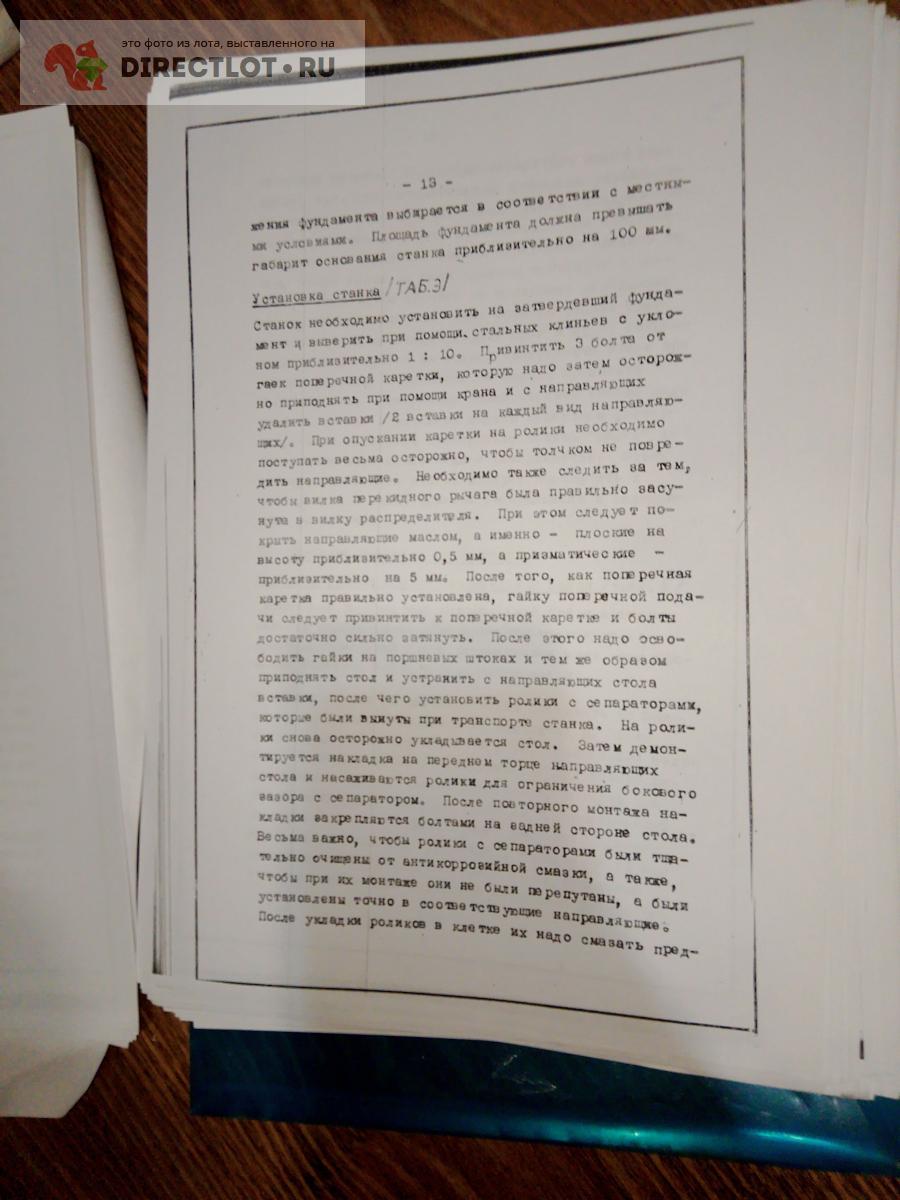 это фото из лота, выставленного на
DIRECTLOT.RU
- 13 -
жения фундамента выбирается в соответствии с местны-
ми условиями. Площадь фундамента должна превышать
габарит основания станка приблизительно на 100 мм.
Установка станка /ТАБ.3/
Станок необходимо установить на затвердевший фунда-
мент и выверить при помощи стальных клиньев с укло-
ном приблизительно 1 : 10. Привинтить 3 болта от
гаек поперечной каретки, которую надо затем осторож-
но приподнять при помощи крана и с направляющих
удалить вставки /2 вставки на каждый вид направляю-
щих/. При опускании каретки на ролики необходимо
поступать весьма осторожно, чтобы толчком не повре-
дить направляющие. Необходимо также следить за тем,
чтобы вилка перекидного рычага была правильно засу-
нута в вилку распределителя. При этом следует по-
крыть направляющие маслом, а именно - плоские на
высоту приблизительно 0,5 мм, а призматические -
приблизительно на 5 мм. После того, как поперечная
каретка правильно установлена, гайку поперечной пода-
чи следует привинтить к поперечной каретке и болты
достаточно сильно затянуть. После этого надо осво-
бодить гайки на поршневых штоках и тем же образом
приподнять стол и устранить с направляющих стола
вставки, после чего установить ролики с сепараторами,
которые были вынуты при транспорте станка. На роли-
ки снова осторожно укладывается стол. Затем демон-
тируется накладка на переднем торце направляющих
стола и насаживаются ролики для ограничения бокового
зазора с сепаратором. После повторного монтажа на-
кладки закрепляются болтами на задней стороне стола.
Весьма важно, чтобы ролики с сепараторами были тща-
тельно очищены от антикоррозийной смазки, а также,
чтобы при их монтаже они не были перепутаны, а были
установлены точно в соответствующие направляющие.
После укладки роликов в клетке их надо смазать пред-